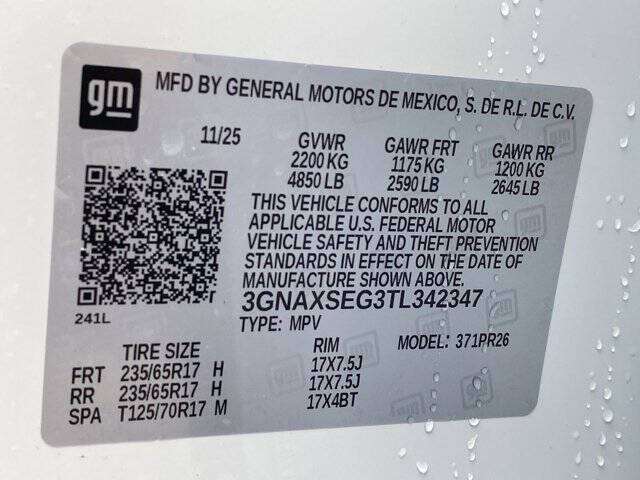 gm
MFD BY GENERAL MOTORS DE MEXICO, S. DE R.L. DE C.V.
11/25 GVWR GAWR FRT GAWR RR
2200 KG 1175 KG 1200 KG
4850 LB 2590 LB 2645 LB
THIS VEHICLE CONFORMS TO ALL
APPLICABLE U.S. FEDERAL MOTOR
VEHICLE SAFETY AND THEFT PREVENTION
STANDARDS IN EFFECT ON THE DATE OF
MANUFACTURE SHOWN ABOVE.
3GNAXSEG3TL342347
241L
TYPE: MPV MODEL: 371PR26
TIRE SIZE RIM
FRT 235/65R17 H 17X7.5J
RR 235/65R17 H 17X7.5J
SPA T125/70R17 M 17X4BT